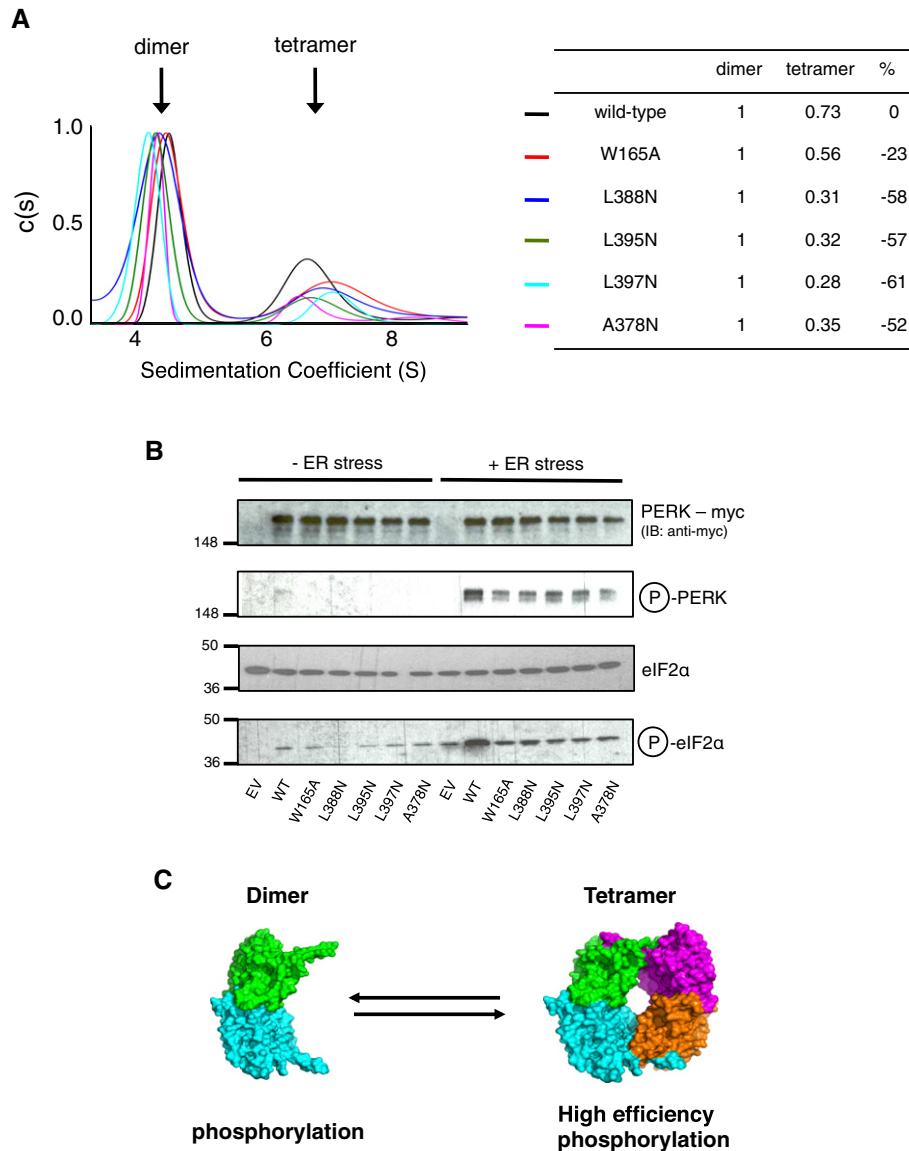 A
dimer
tetramer
1.0
0.5
0.0
c(s)
4
6
8
Sedimentation Coefficient (S)
dimer tetramer %
wild-type 1 0.73 0
W165A 1 0.56 -23
L388N 1 0.31 -58
L395N 1 0.32 -57
L397N 1 0.28 -61
A378N 1 0.35 -52
B
- ER stress
+ ER stress
PERK – myc
(IB: anti-myc)
148
P -PERK
148
50
eIF2α
36
50
P -eIF2α
36
EV WT W165A L388N L395N L397N A378N EV WT W165A L388N L395N L397N A378N
C
Dimer
Tetramer
phosphorylation
High efficiency
phosphorylation